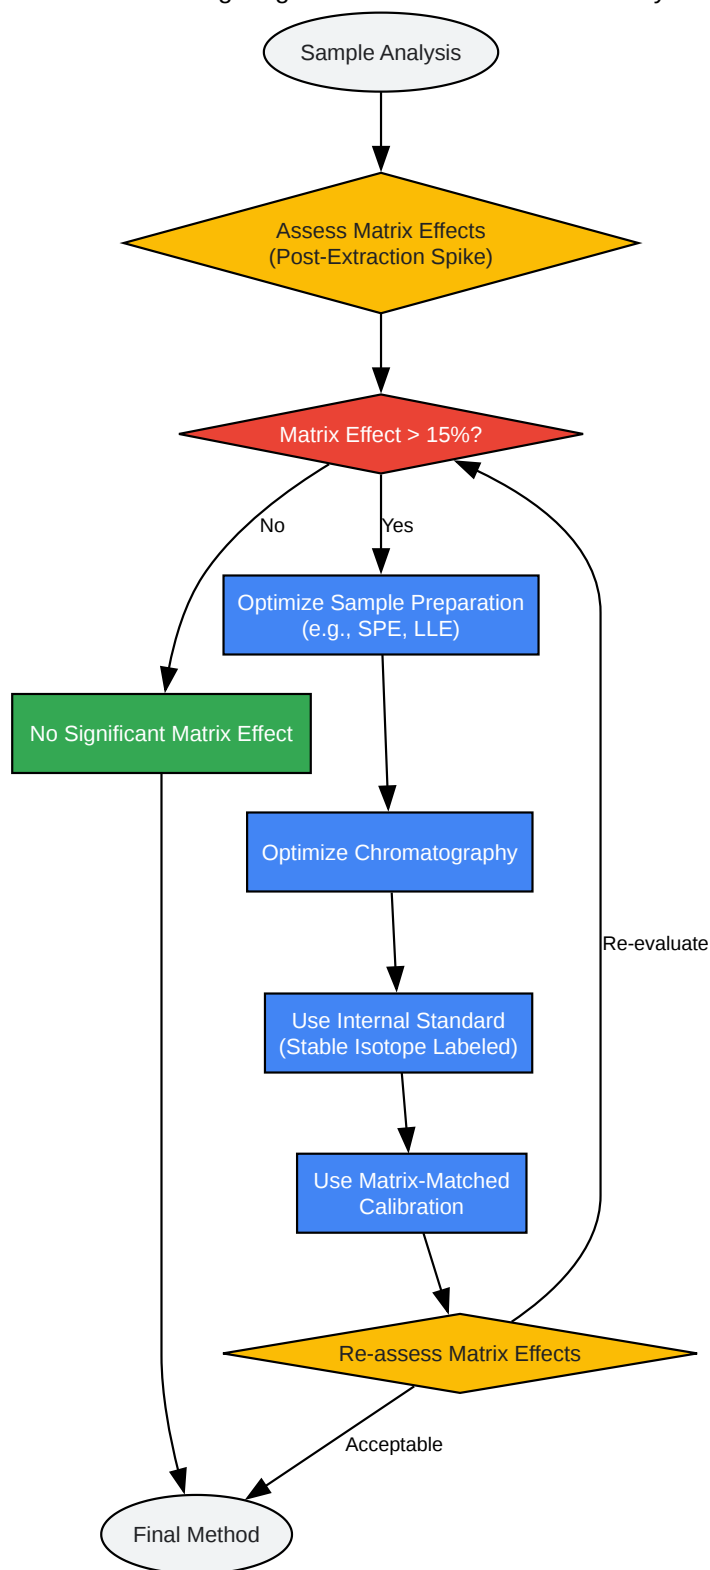 Sample Analysis
Assess Matrix Effects
(Post-Extraction Spike)
Matrix Effect > 15%?
No
Yes
Optimize Sample Preparation
(e.g., SPE, LLE)
No Significant Matrix Effect
Optimize Chromatography
Re-evaluate
Use Internal Standard
(Stable Isotope Labeled)
Use Matrix-Matched
Calibration
Re-assess Matrix Effects
Acceptable
Final Method